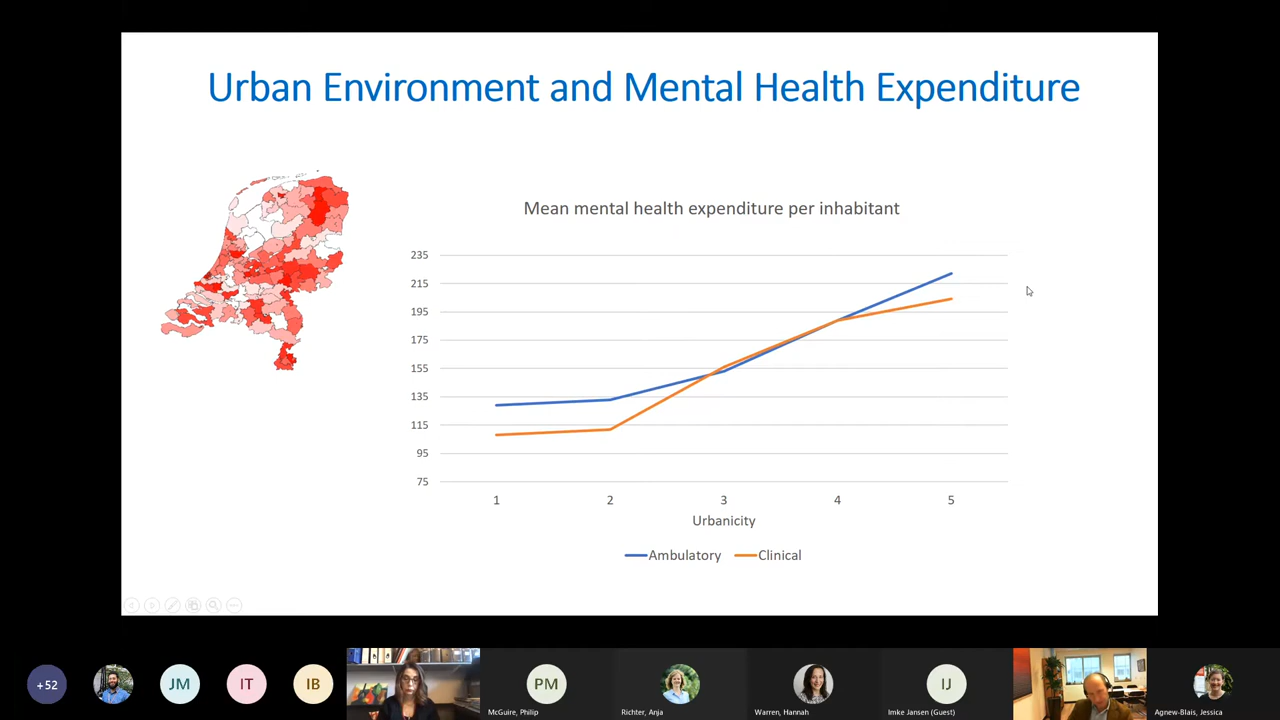 Urban Environment and Mental Health Expenditure
Mean mental health expenditure per inhabitant
235
215
195
175
155
135
115
95
75
1 2 3 4 5
Urbanicity
Ambulatory Clinical
+52 JM IT IB PM IJ
McGuire, Philip Richter, Anja Warren, Hannah Imke Jansen (Guest) Agnew-Blais, Jessica